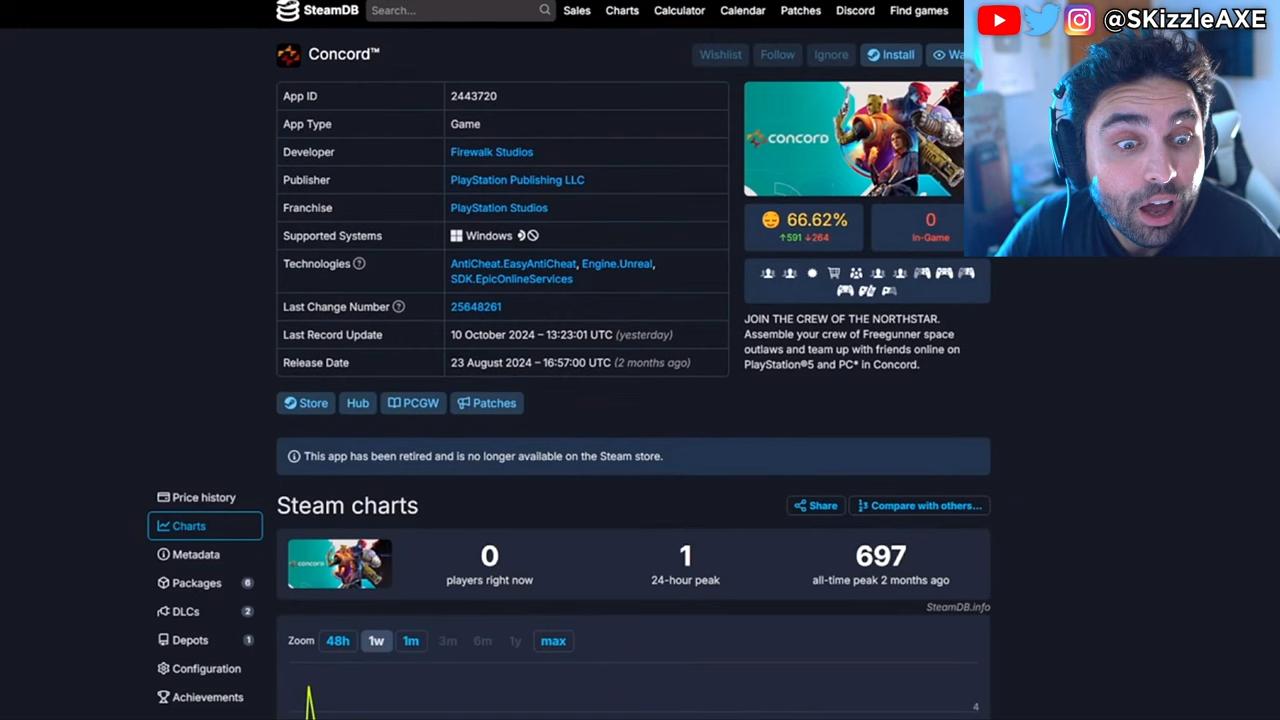 SteamDB
Search...
Sales
Charts
Calculator
Calendar
Patches
Discord
Find games
@SKizzleAXE
Concord™
Wishlist
Follow
Ignore
Install
App ID
2443720
App Type
Game
Developer
Firewalk Studios
Publisher
PlayStation Publishing LLC
Franchise
PlayStation Studios
Supported Systems
Windows
Technologies
AntiCheat.EasyAntiCheat, Engine.Unreal,
SDK.EpicOnlineServices
Last Change Number
25648261
Last Record Update
10 October 2024 – 13:23:01 UTC (yesterday)
Release Date
23 August 2024 – 16:57:00 UTC (2 months ago)
CONCORD
66.62%
↑591 ↓264
0
In-Game
JOIN THE CREW OF THE NORTHSTAR.
Assemble your crew of Freegunner space
outlaws and team up with friends online on
PlayStation®5 and PC* in Concord.
Store
Hub
PCGW
Patches
This app has been retired and is no longer available on the Steam store.
Price history
Charts
Metadata
Packages 6
DLCs 2
Depots 1
Configuration
Achievements
Steam charts
Share
Compare with others...
CONCORD
0
players right now
1
24-hour peak
697
all-time peak 2 months ago
SteamDB.info
Zoom
48h
1w
1m
3m
6m
1y
max
4